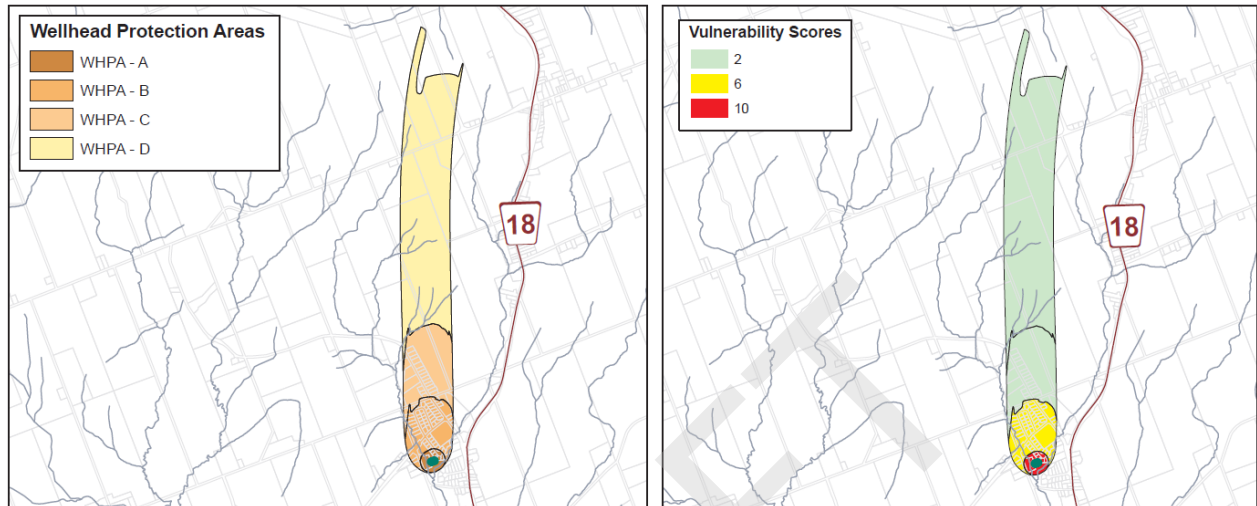 Wellhead Protection Areas
WHPA - A
WHPA - B
WHPA - C
WHPA - D
18
Vulnerability Scores
2
6
10
18